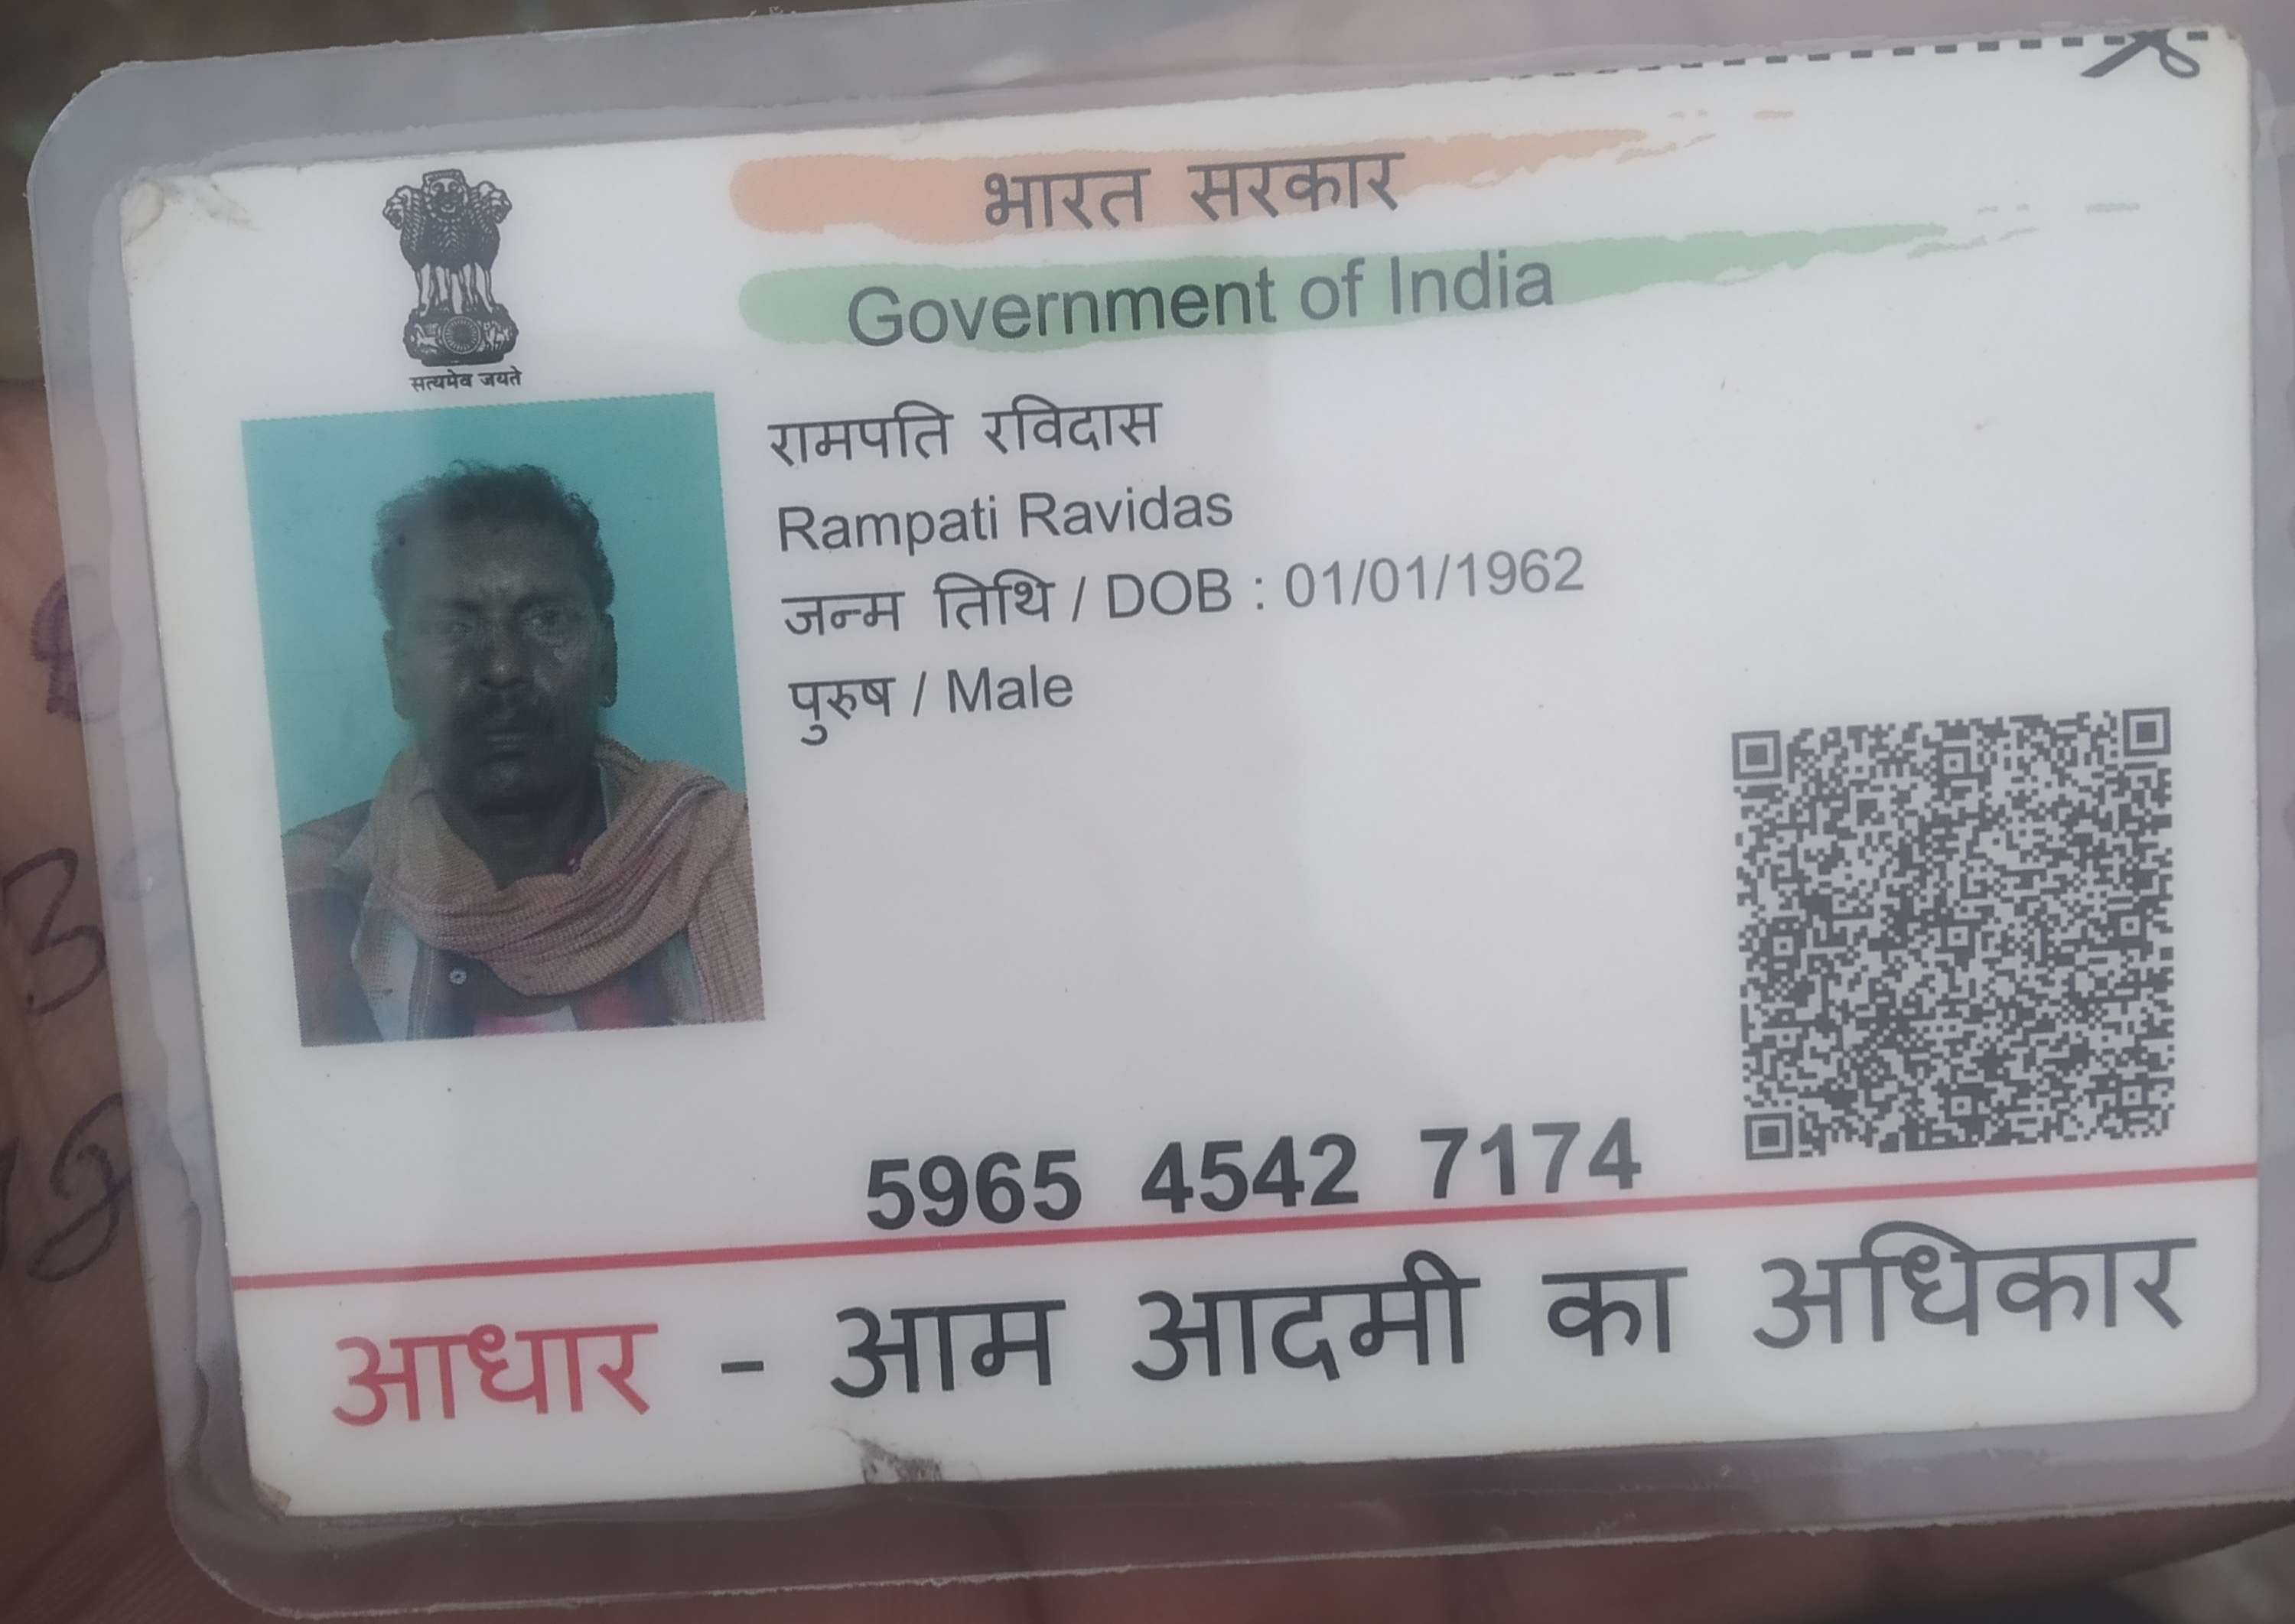 भारत सरकार
Government of India
सत्यमेव जयते
रामपति रविदास
Rampati Ravidas
जन्म तिथि / DOB : 01/01/1962
पुरुष / Male
5965 4542 7174
आधार - आम आदमी का अधिकार
3